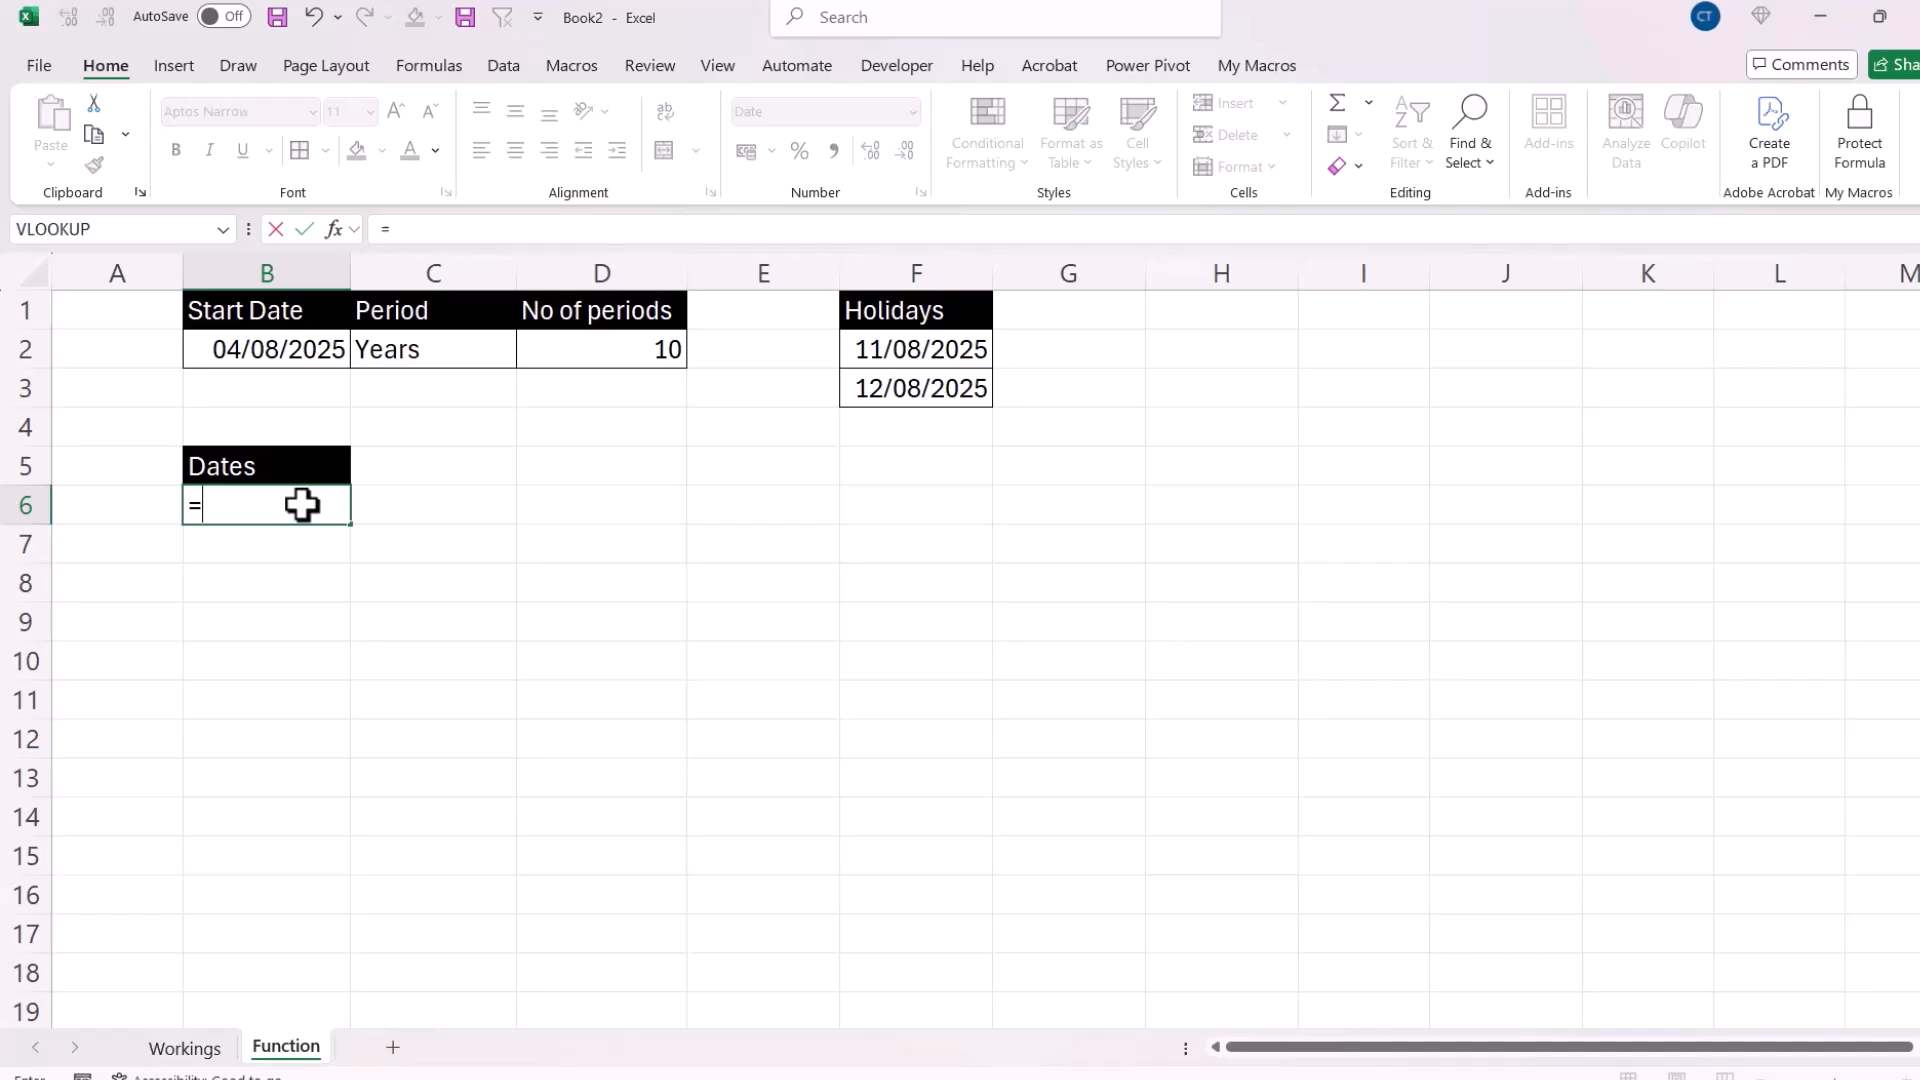 AutoSave Off Book2 - Excel Search CT
File Home Insert Draw Page Layout Formulas Data Macros Review View Automate Developer Help Acrobat Power Pivot My Macros Comments Sha
Paste Aptos Narrow 11 Date Conditional Formatting Format as Table Cell Styles Insert Delete Format Sort & Filter Find & Select Add-ins Analyze Data Copilot Create a PDF Protect Formula
Clipboard Font Alignment Number Styles Cells Editing Add-ins Adobe Acrobat My Macros
VLOOKUP fx =
A B C D E F G H I J K L M
1 Start Date Period No of periods Holidays
2 04/08/2025 Years 10 11/08/2025
3 12/08/2025
4
5 Dates
6 =
7
8
9
10
11
12
13
14
15
16
17
18
19
Workings Function +
Enter Accessibility: Good to go